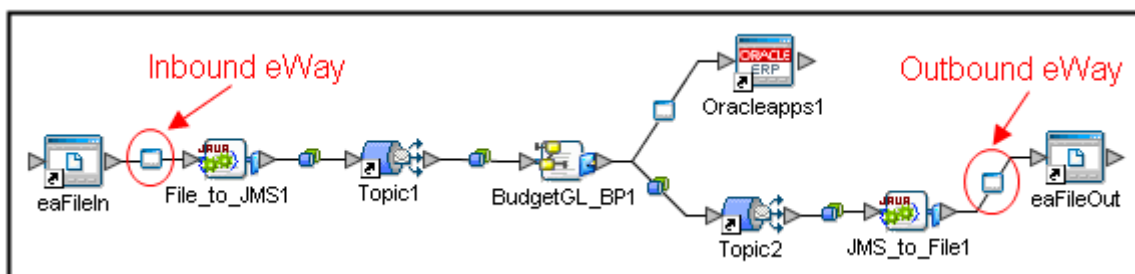 Inbound eWay
Outbound eWay
ORACLE
ERP
Oracleapps1
JAVA
eaFileIn
File_to_JMS1
Topic1
BudgetGL_BP1
Topic2
JAVA
JMS_to_File1
eaFileOut